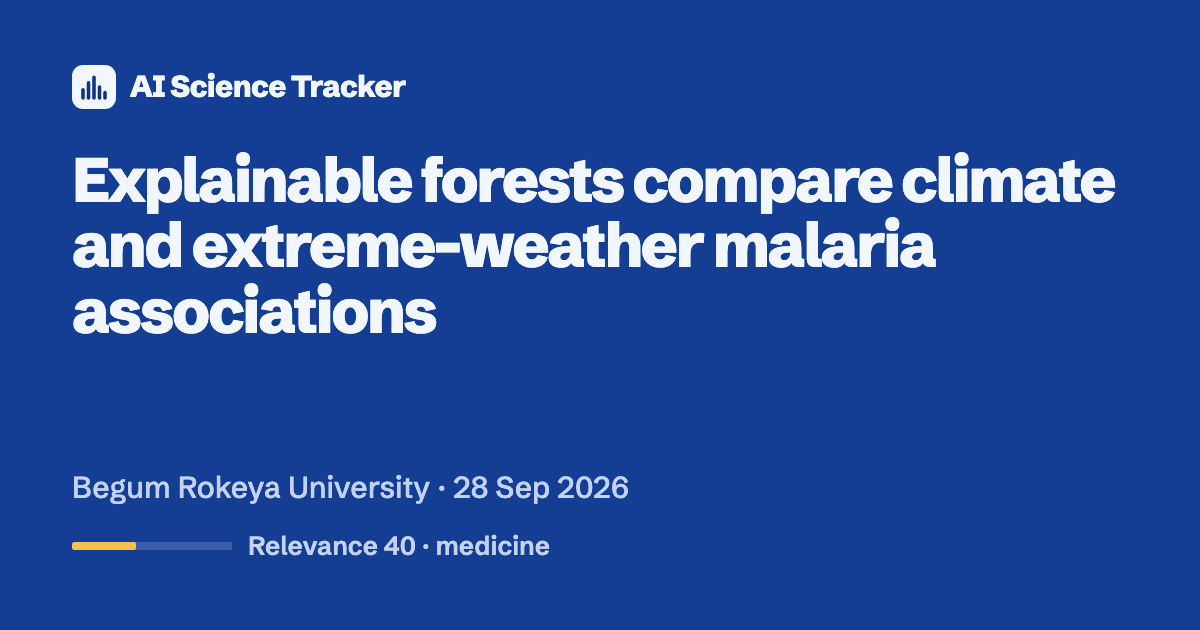 AI Science Tracker
Explainable forests compare climate
and extreme-weather malaria
associations
Begum Rokeya University · 28 Sep 2026
Relevance 40 · medicine